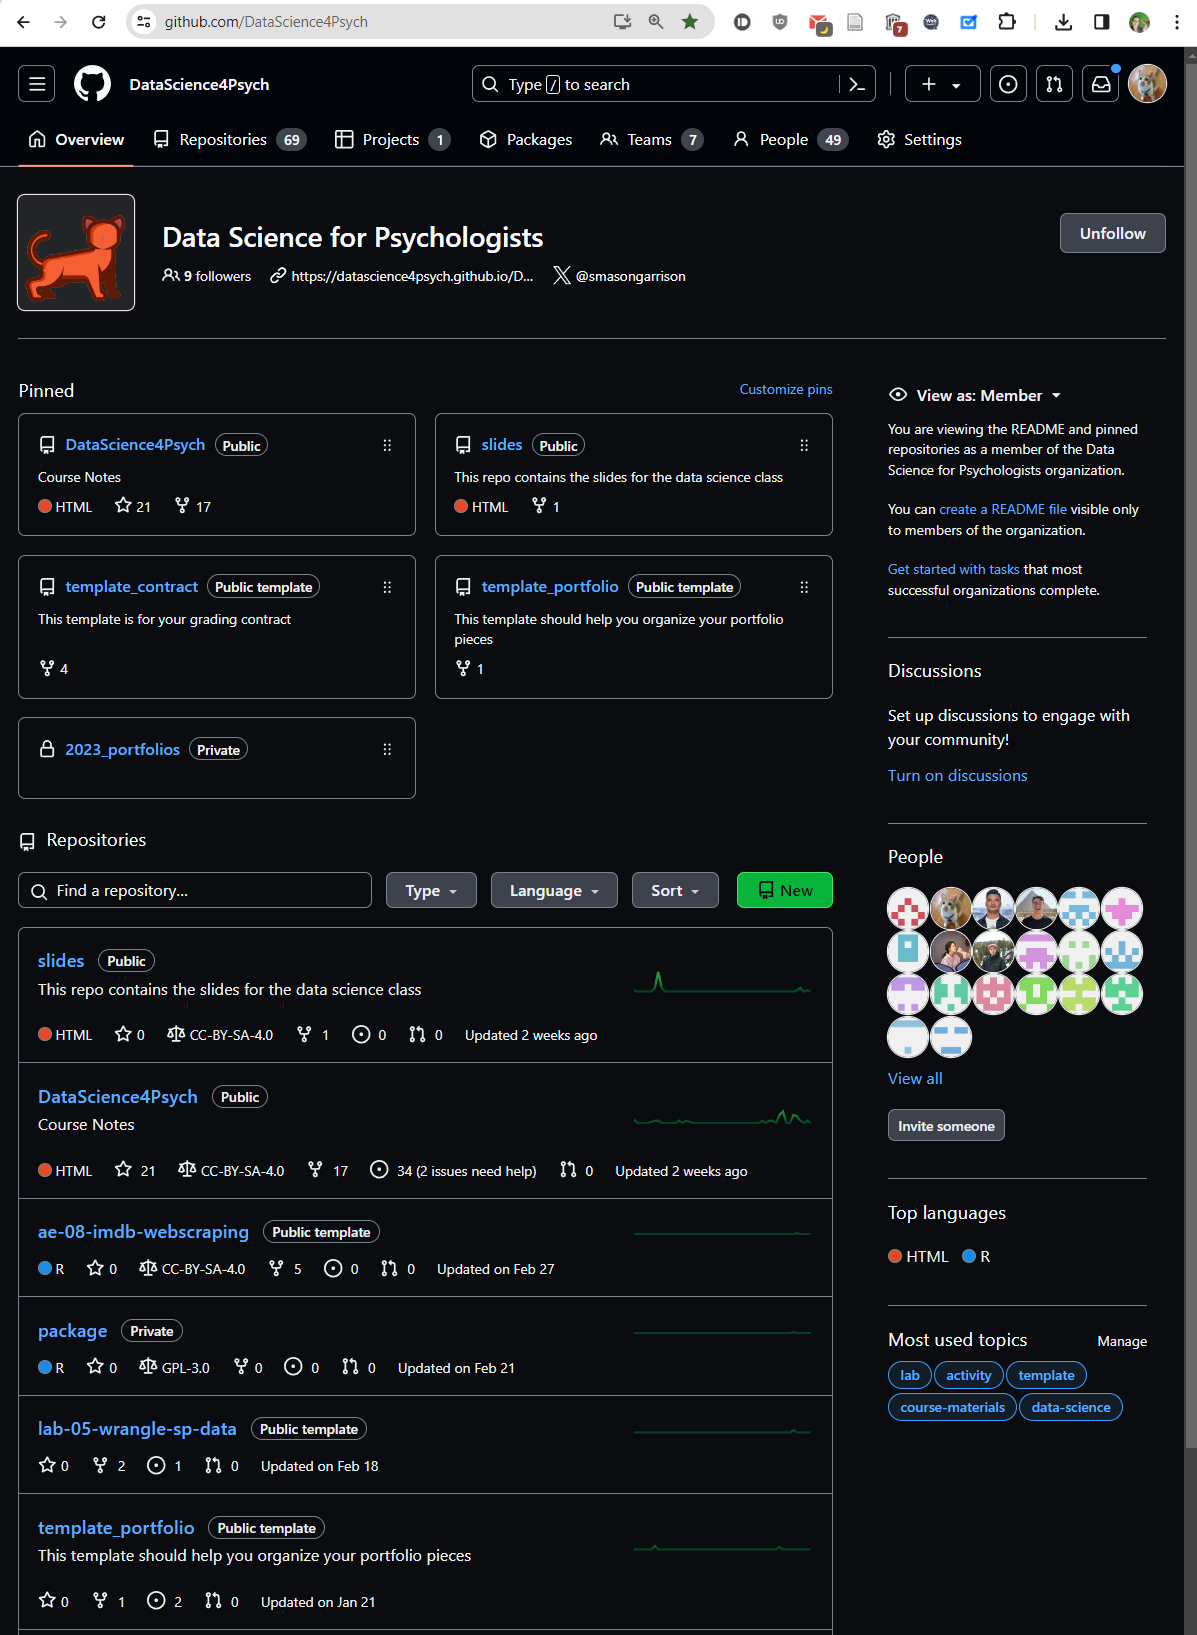 github.com/DataScience4Psych
7
DataScience4Psych
Type / to search
Overview
Repositories 69
Projects 1
Packages
Teams 7
People 49
Settings
Data Science for Psychologists
Unfollow
9 followers
https://datascience4psych.github.io/D...
@smasongarrison
Pinned
Customize pins
DataScience4Psych Public
Course Notes
HTML 21 17
slides Public
This repo contains the slides for the data science class
HTML 1
template_contract Public template
This template is for your grading contract
4
template_portfolio Public template
This template should help you organize your portfolio
pieces
1
2023_portfolios Private
View as: Member
You are viewing the README and pinned
repositories as a member of the Data
Science for Psychologists organization.
You can create a README file visible only
to members of the organization.
Get started with tasks that most
successful organizations complete.
Discussions
Set up discussions to engage with
your community!
Turn on discussions
Repositories
Find a repository...
Type
Language
Sort
New
slides Public
This repo contains the slides for the data science class
HTML 0 CC-BY-SA-4.0 1 0 0 Updated 2 weeks ago
DataScience4Psych Public
Course Notes
HTML 21 CC-BY-SA-4.0 17 34 (2 issues need help) 0 Updated 2 weeks ago
ae-08-imdb-webscraping Public template
R 0 CC-BY-SA-4.0 5 0 0 Updated on Feb 27
package Private
R 0 GPL-3.0 0 0 0 Updated on Feb 21
lab-05-wrangle-sp-data Public template
0 2 1 0 Updated on Feb 18
template_portfolio Public template
This template should help you organize your portfolio pieces
0 1 2 0 Updated on Jan 21
People
View all
Invite someone
Top languages
HTML R
Most used topics
Manage
lab activity template
course-materials data-science